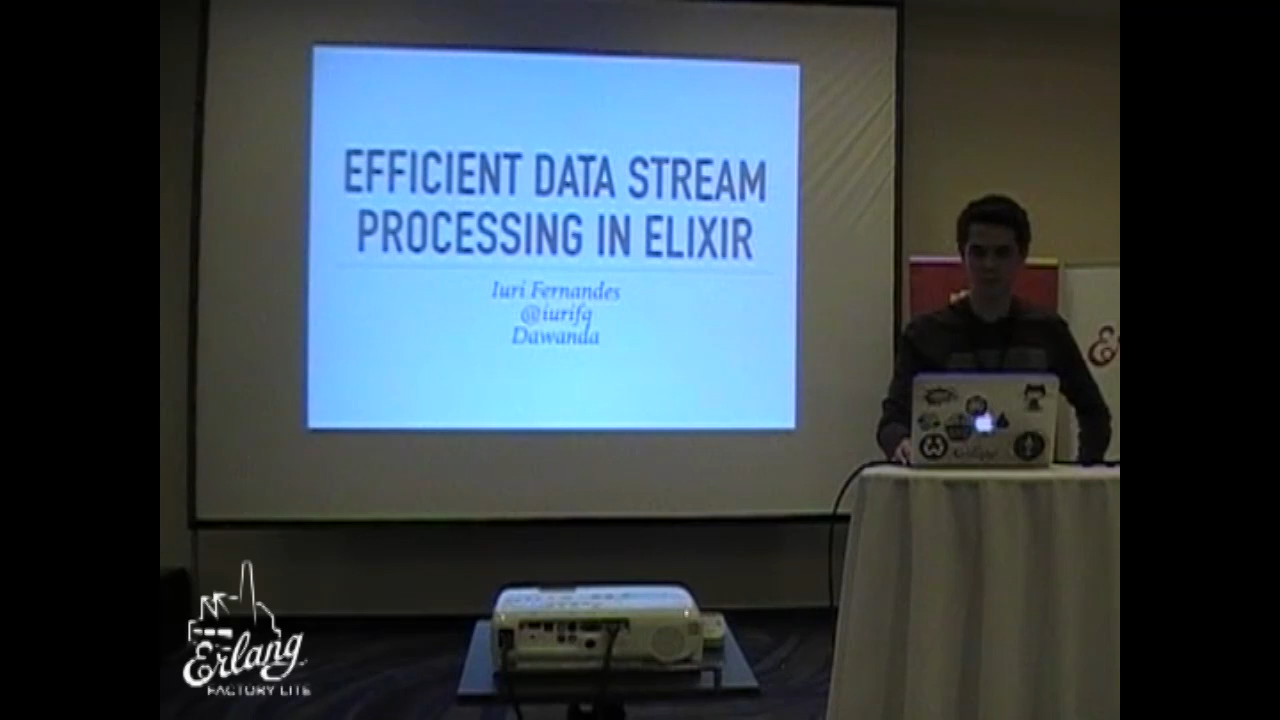 EFFICIENT DATA STREAM
PROCESSING IN ELIXIR
Iuri Fernandes
@iurifq
Dawanda
Erlang
FACTORY LITE